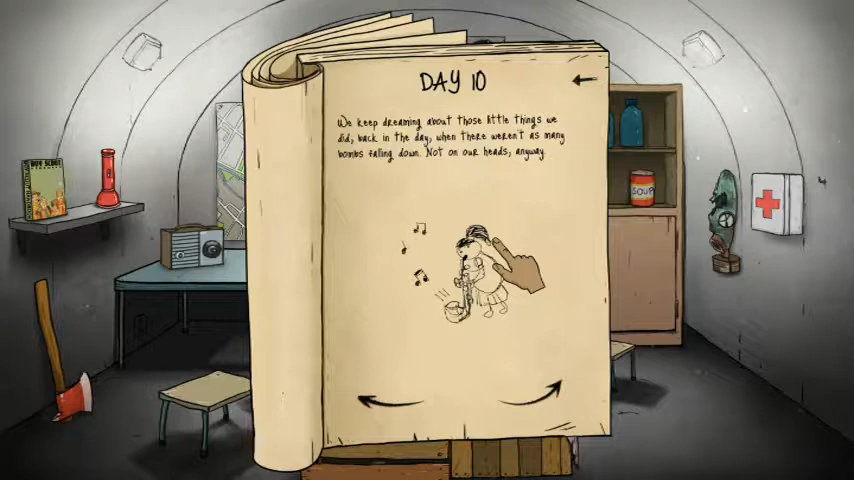 DAY 10
We keep dreaming about those little things we
did, back in the day, when there weren't as many
bombs falling down. Not on our heads, anyway.
BOY SCOUT
SOUP